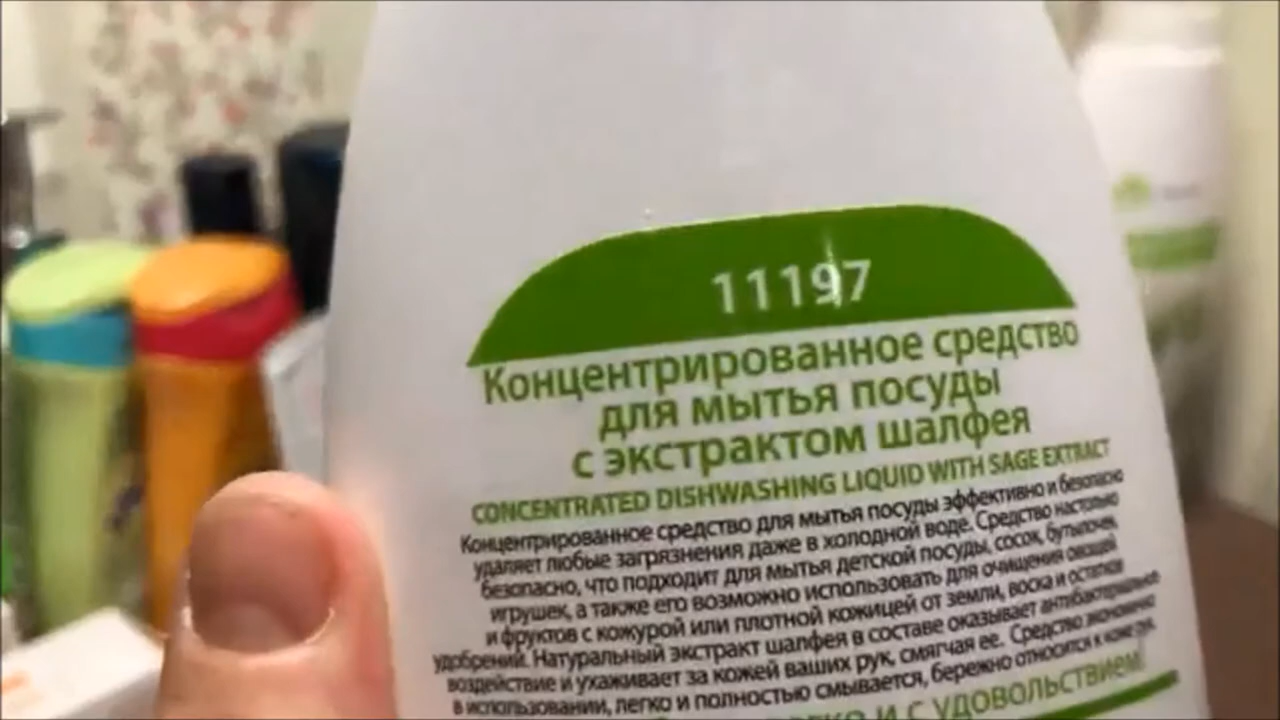 11197
Концентрированное средство
для мытья посуды
с экстрактом шалфея
CONCENTRATED DISHWASHING LIQUID WITH SAGE EXTRACT
Концентрированное средство для мытья посуды эффективно и безопасно
удаляет любые загрязнения даже в холодной воде. Средство настолько
безопасно, что подходит для мытья детской посуды, сосок, бутылочек,
игрушек, а также его возможно использовать для очищения овощей
и фруктов с кожурой или плотной кожицей от земли, воска и остатков
удобрений. Натуральный экстракт шалфея в составе оказывает антибактериальное
воздействие и ухаживает за кожей ваших рук, смягчая ее. Средство экономично
в использовании, легко и полностью смывается, бережно относится к коже рук.
и с удовольствием!